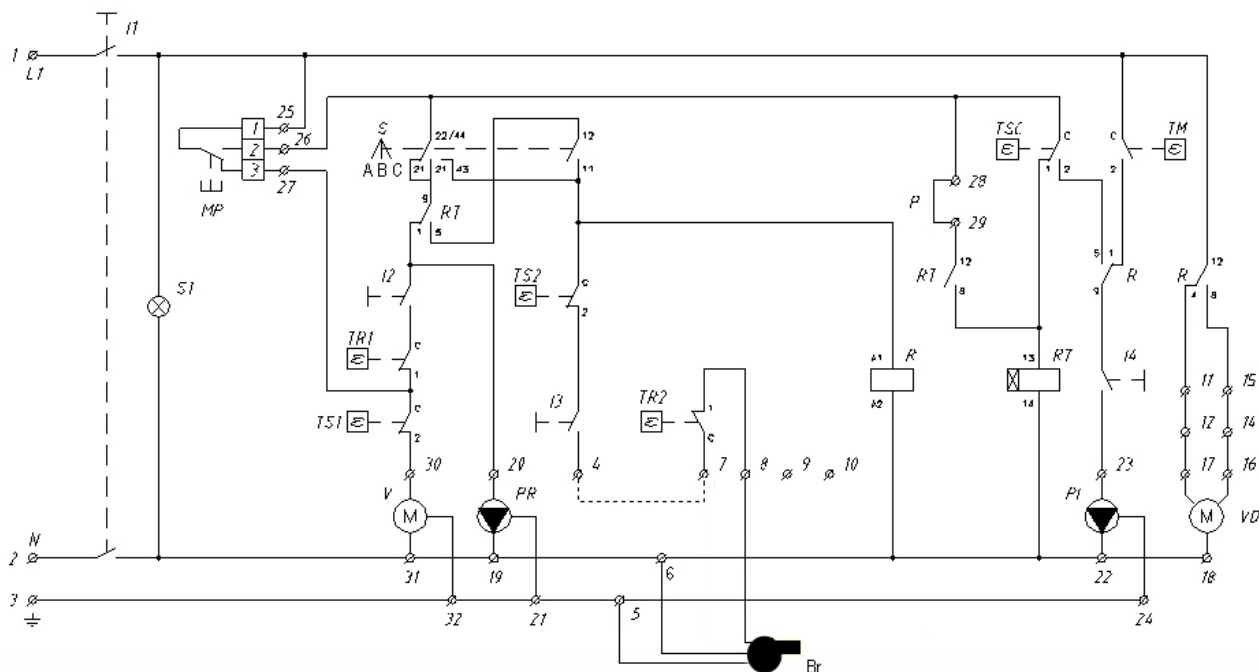 I1
1
L1
25
S
12
C
C
TSC
TM
1
2
3
26
22/44
A B C
21
21
43
11
1
2
2
27
MP
9
RT
1
5
28
P
29
S1
I2
TS2
C
2
RT
12
8
5
1
9
R
R
12
4
8
TR1
C
1
A1
R
A2
13
RT
14
I4
11
15
TS1
C
2
I3
TR2
1
C
12
14
30
20
4
7
8
9
10
23
17
16
V
M
PR
PI
M
VD
N
2
31
19
6
22
18
3
32
21
5
24
Br